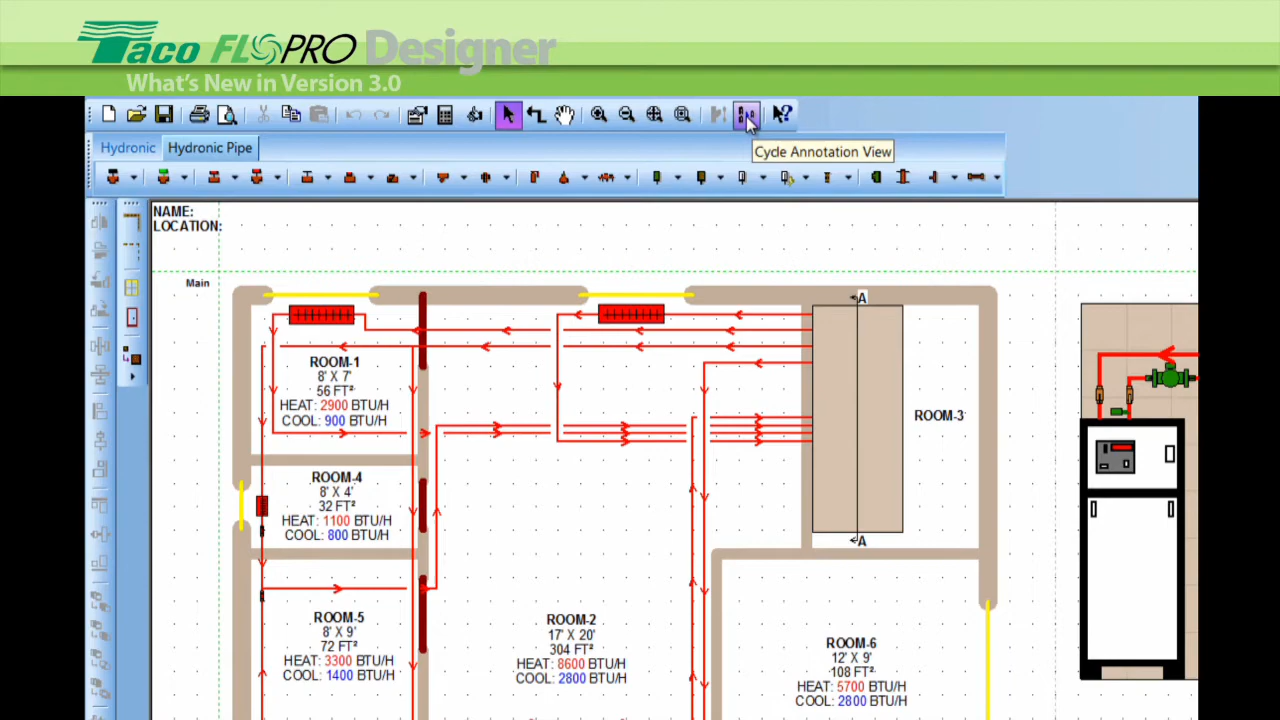 Taco FLOPRO Designer
What's New in Version 3.0
Hydronic
Hydronic Pipe
Cycle Annotation View
NAME:
LOCATION:
Main
A
ROOM-1
8' X 7'
56 FT²
HEAT: 2900 BTU/H
COOL: 900 BTU/H
ROOM-3
ROOM-4
8' X 4'
32 FT²
HEAT: 1100 BTU/H
COOL: 800 BTU/H
A
ROOM-5
8' X 9'
72 FT²
HEAT: 3300 BTU/H
COOL: 1400 BTU/H
ROOM-2
17' X 20'
304 FT²
HEAT: 8600 BTU/H
COOL: 2800 BTU/H
ROOM-6
12' X 9'
108 FT²
HEAT: 5700 BTU/H
COOL: 2800 BTU/H